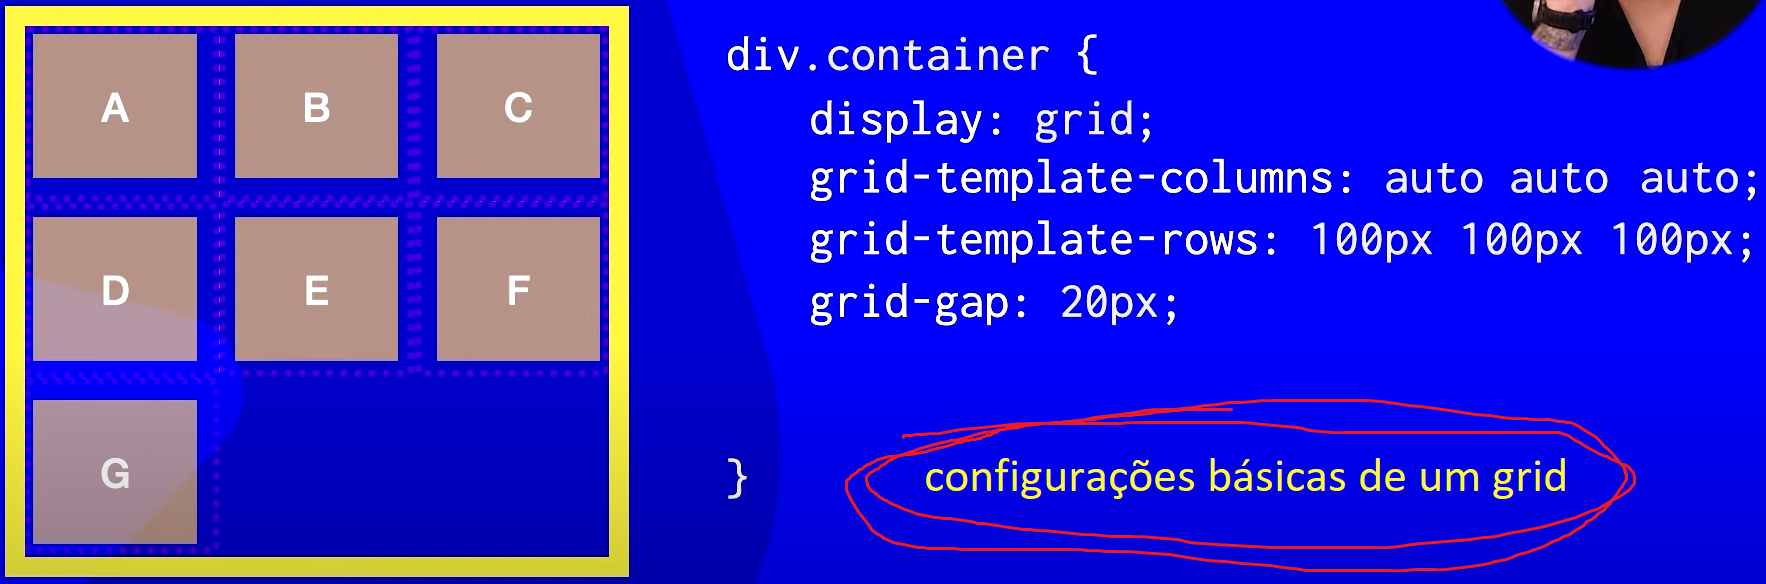 A B C
D E F
G
div.container {
display: grid;
grid-template-columns: auto auto auto;
grid-template-rows: 100px 100px 100px;
grid-gap: 20px;
}
configurações básicas de um grid